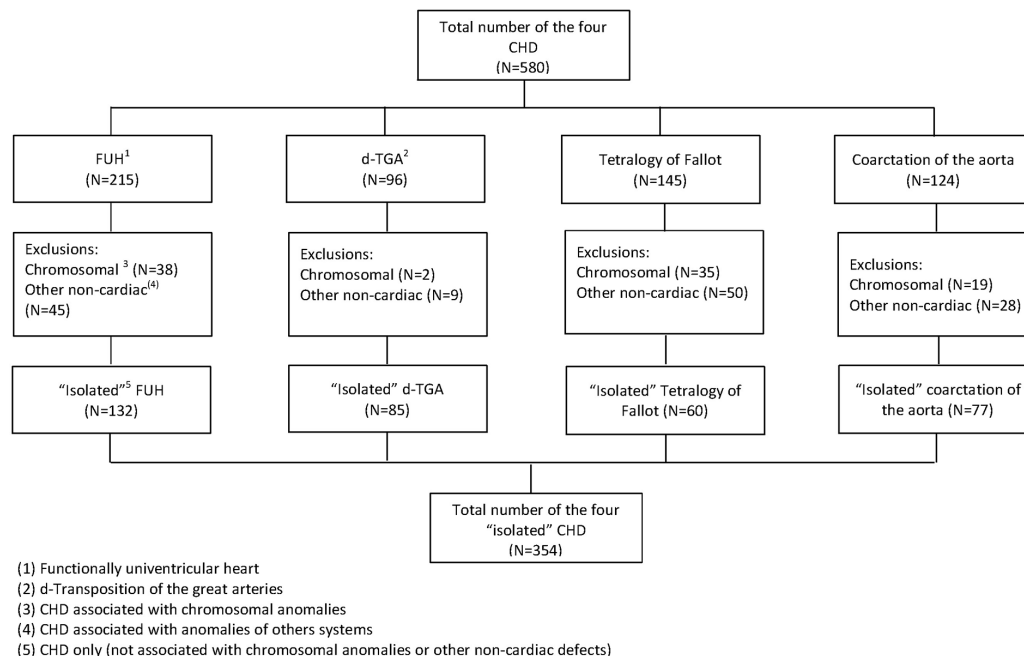 Total number of the four
CHD
(N=580)
FUH¹
(N=215)
d-TGA²
(N=96)
Tetralogy of Fallot
(N=145)
Coarctation of the aorta
(N=124)
Exclusions:
Chromosomal ³ (N=38)
Other non-cardiac⁽⁴⁾
(N=45)
Exclusions:
Chromosomal (N=2)
Other non-cardiac (N=9)
Exclusions:
Chromosomal (N=35)
Other non-cardiac (N=50)
Exclusions:
Chromosomal (N=19)
Other non-cardiac (N=28)
“Isolated”⁵ FUH
(N=132)
“Isolated” d-TGA
(N=85)
“Isolated” Tetralogy of
Fallot (N=60)
“Isolated” coarctation of
the aorta (N=77)
Total number of the four
“isolated” CHD
(N=354)
(1) Functionally univentricular heart
(2) d-Transposition of the great arteries
(3) CHD associated with chromosomal anomalies
(4) CHD associated with anomalies of others systems
(5) CHD only (not associated with chromosomal anomalies or other non-cardiac defects)